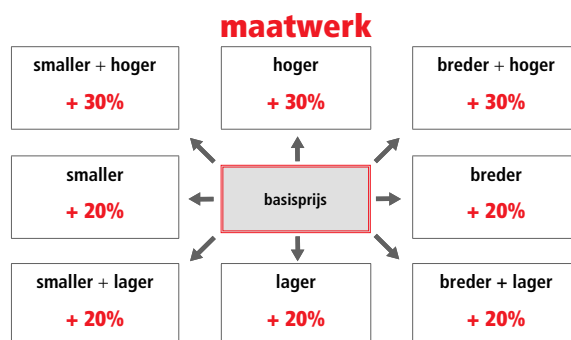 maatwerk
smaller + hoger
+ 30%
hoger
+ 30%
breder + hoger
+ 30%
smaller
+ 20%
basisprijs
breder
+ 20%
smaller + lager
+ 20%
lager
+ 20%
breder + lager
+ 20%